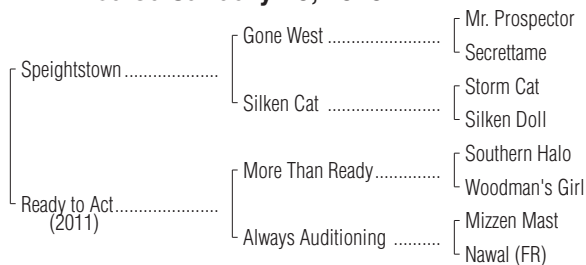 Mr. Prospector
Gone West
Secrettame
Speightstown
Storm Cat
Silken Cat
Silken Doll
Southern Halo
More Than Ready
Woodman's Girl
Ready to Act
(2011)
Mizzen Mast
Always Auditioning
Nawal (FR)